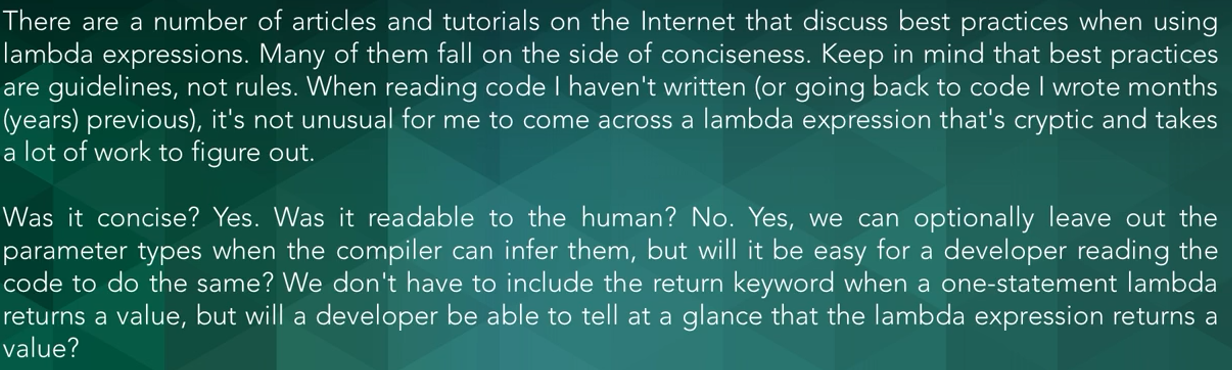 There are a number of articles and tutorials on the Internet that discuss best practices when using
lambda expressions. Many of them fall on the side of conciseness. Keep in mind that best practices
are guidelines, not rules. When reading code I haven't written (or going back to code I wrote months
(years) previous), it's not unusual for me to come across a lambda expression that's cryptic and takes
a lot of work to figure out.
Was it concise? Yes. Was it readable to the human? No. Yes, we can optionally leave out the
parameter types when the compiler can infer them, but will it be easy for a developer reading the
code to do the same? We don't have to include the return keyword when a one-statement lambda
returns a value, but will a developer be able to tell at a glance that the lambda expression returns a
value?